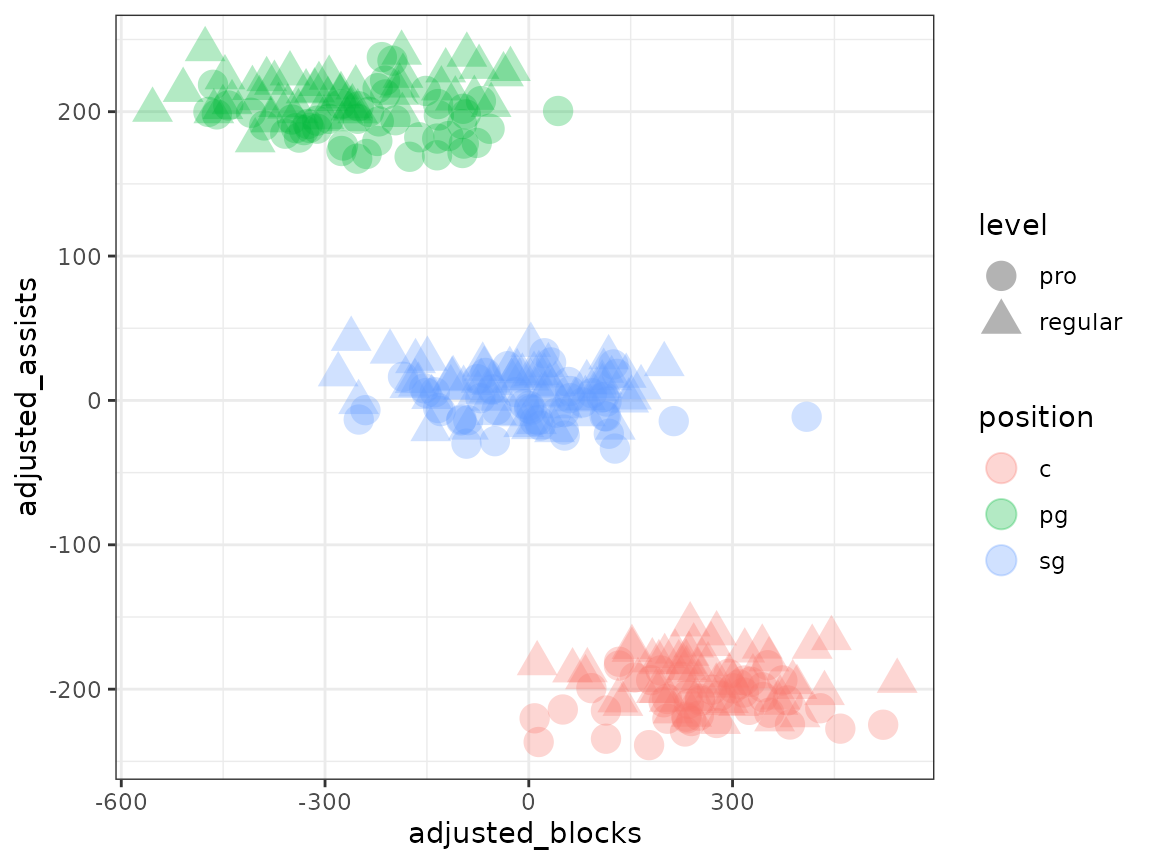 200
100
0
-100
-200
adjusted_assists
-600
-300
0
300
adjusted_blocks
level
pro
regular
position
c
pg
sg